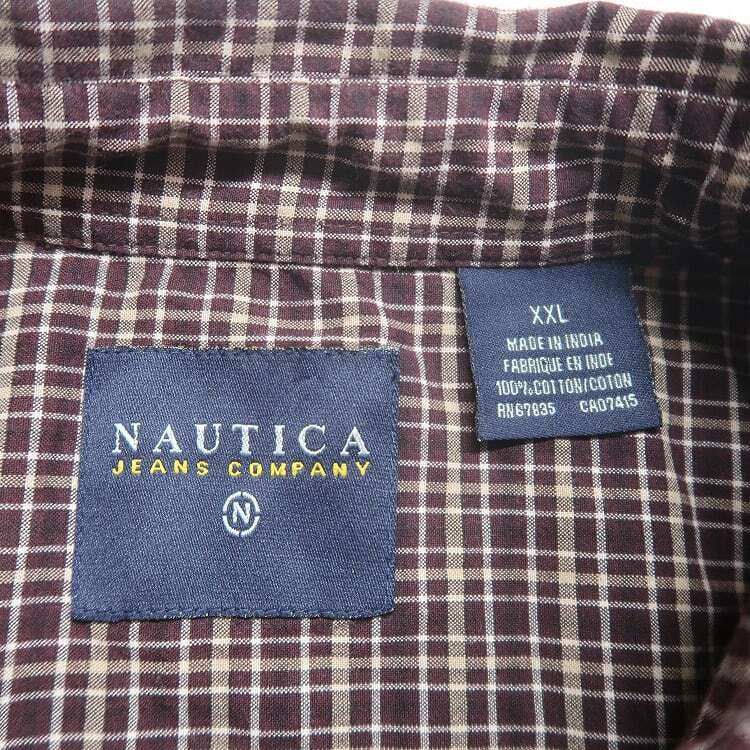 NAUTICA
JEANS COMPANY
N
XXL
MADE IN INDIA
FABRIQUE EN INDE
100% COTTON/COTON
RN67835 CA07415